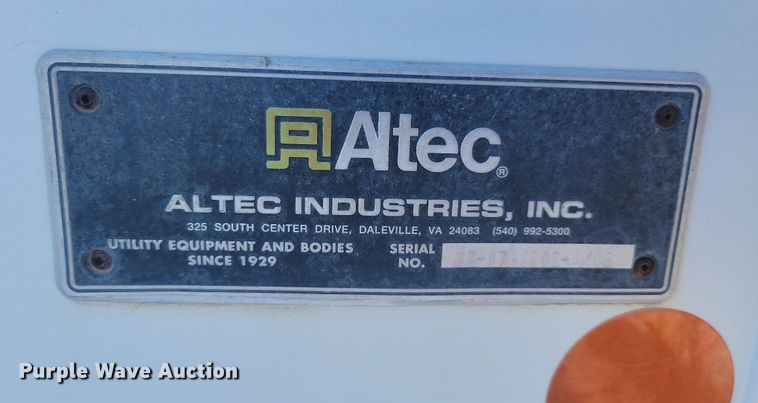 Altec®
ALTEC INDUSTRIES, INC.
325 SOUTH CENTER DRIVE, DALEVILLE, VA 24083 (540) 992-5300
UTILITY EQUIPMENT AND BODIES
SINCE 1929
SERIAL
NO.
Purple Wave Auction